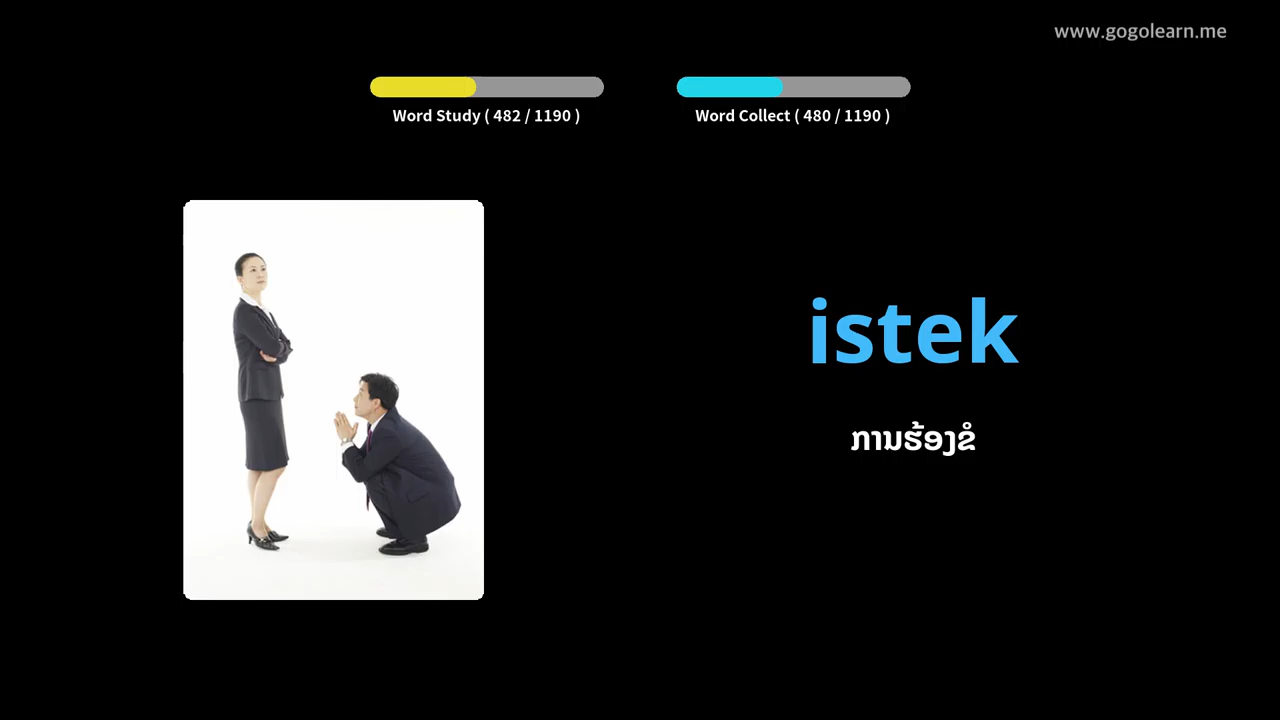 www.gogolearn.me
Word Study ( 482 / 1190 )
Word Collect ( 480 / 1190 )
istek
ການຮ້ອງຂໍ